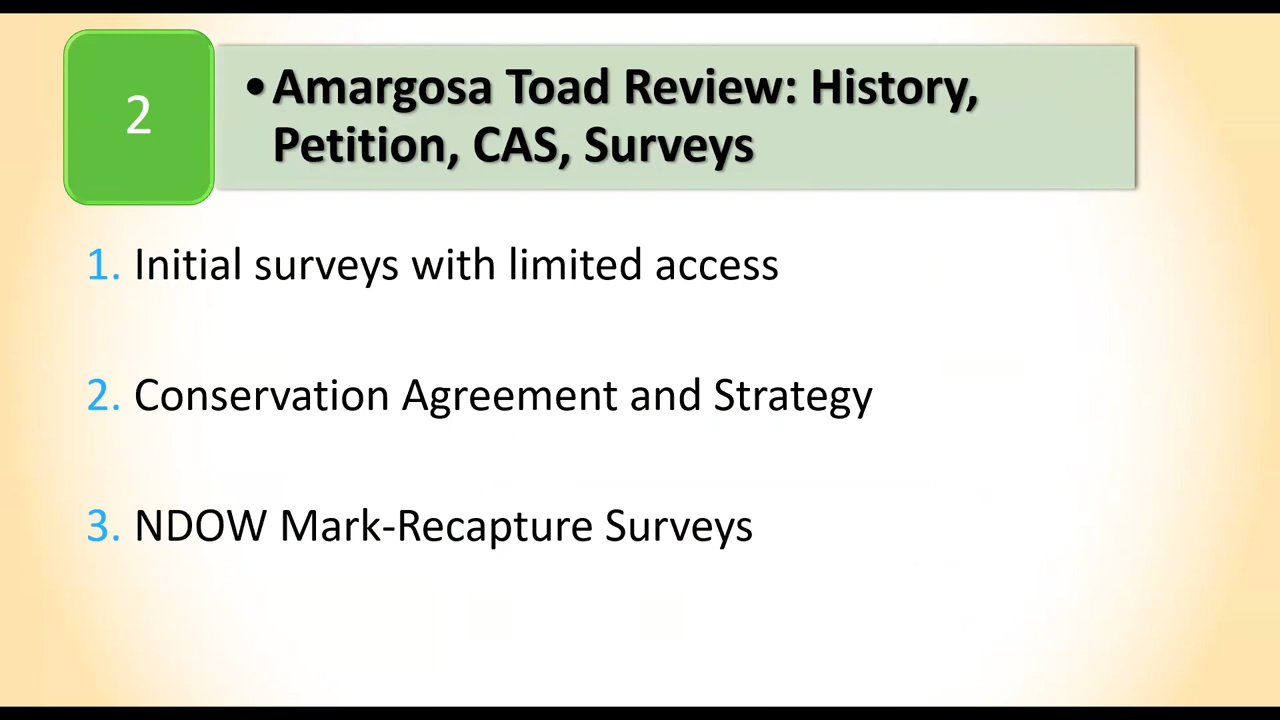 2
•Amargosa Toad Review: History,
Petition, CAS, Surveys
1. Initial surveys with limited access
2. Conservation Agreement and Strategy
3. NDOW Mark-Recapture Surveys